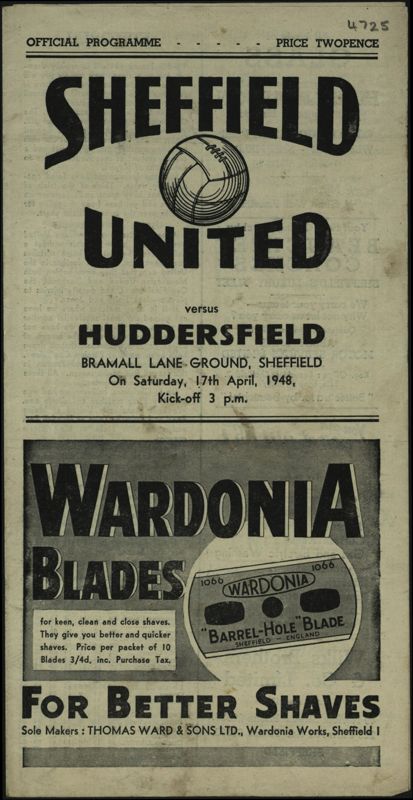 4725
OFFICIAL PROGRAMME - - - - - - PRICE TWOPENCE
SHEFFIELD
UNITED
versus
HUDDERSFIELD
BRAMALL LANE GROUND, SHEFFIELD
On Saturday, 17th April, 1948,
Kick-off 3 p.m.
WARDONIA
BLADES
for keen, clean and close shaves.
They give you better and quicker
shaves. Price per packet of 10
Blades 3/4d. inc. Purchase Tax.
1066 WARDONIA 1066
"BARREL-HOLE" BLADE
SHEFFIELD - ENGLAND
FOR BETTER SHAVES
Sole Makers : THOMAS WARD & SONS LTD., Wardonia Works, Sheffield 1